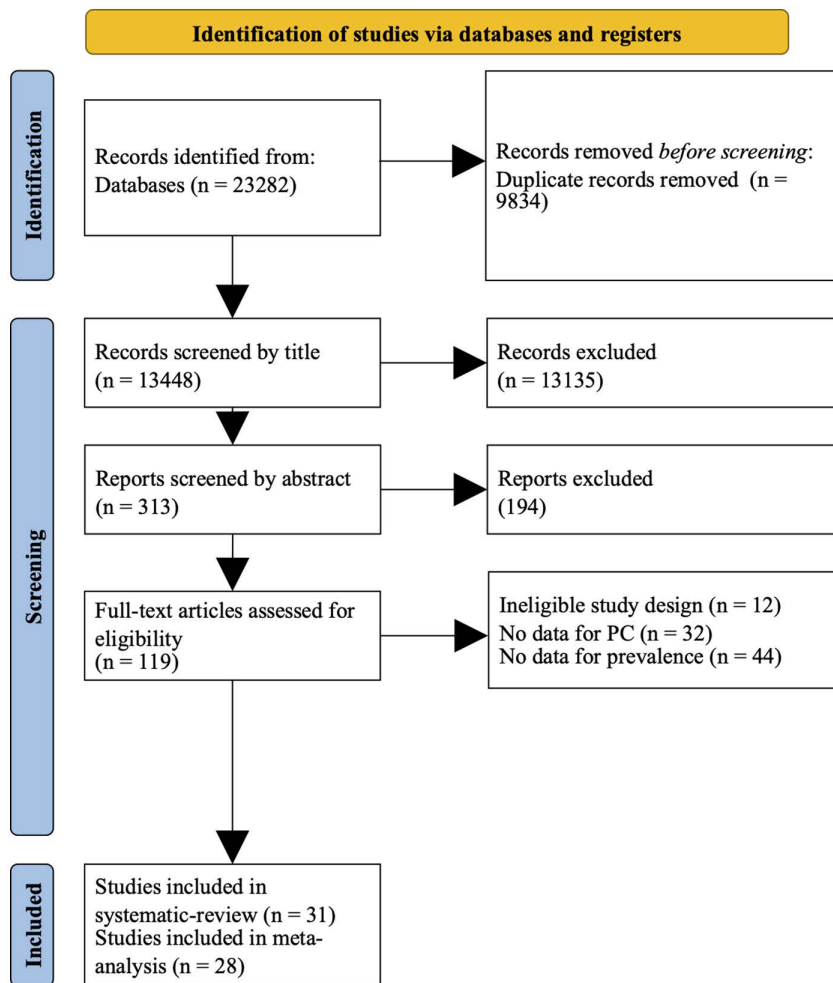 Identification of studies via databases and registers
Identification
Records identified from:
Databases (n = 23282)
Records removed before screening:
Duplicate records removed (n =
9834)
Screening
Records screened by title
(n = 13448)
Records excluded
(n = 13135)
Reports screened by abstract
(n = 313)
Reports excluded
(194)
Full-text articles assessed for
eligibility
(n = 119)
Ineligible study design (n = 12)
No data for PC (n = 32)
No data for prevalence (n = 44)
Included
Studies included in
systematic-review (n = 31)
Studies included in meta-
analysis (n = 28)